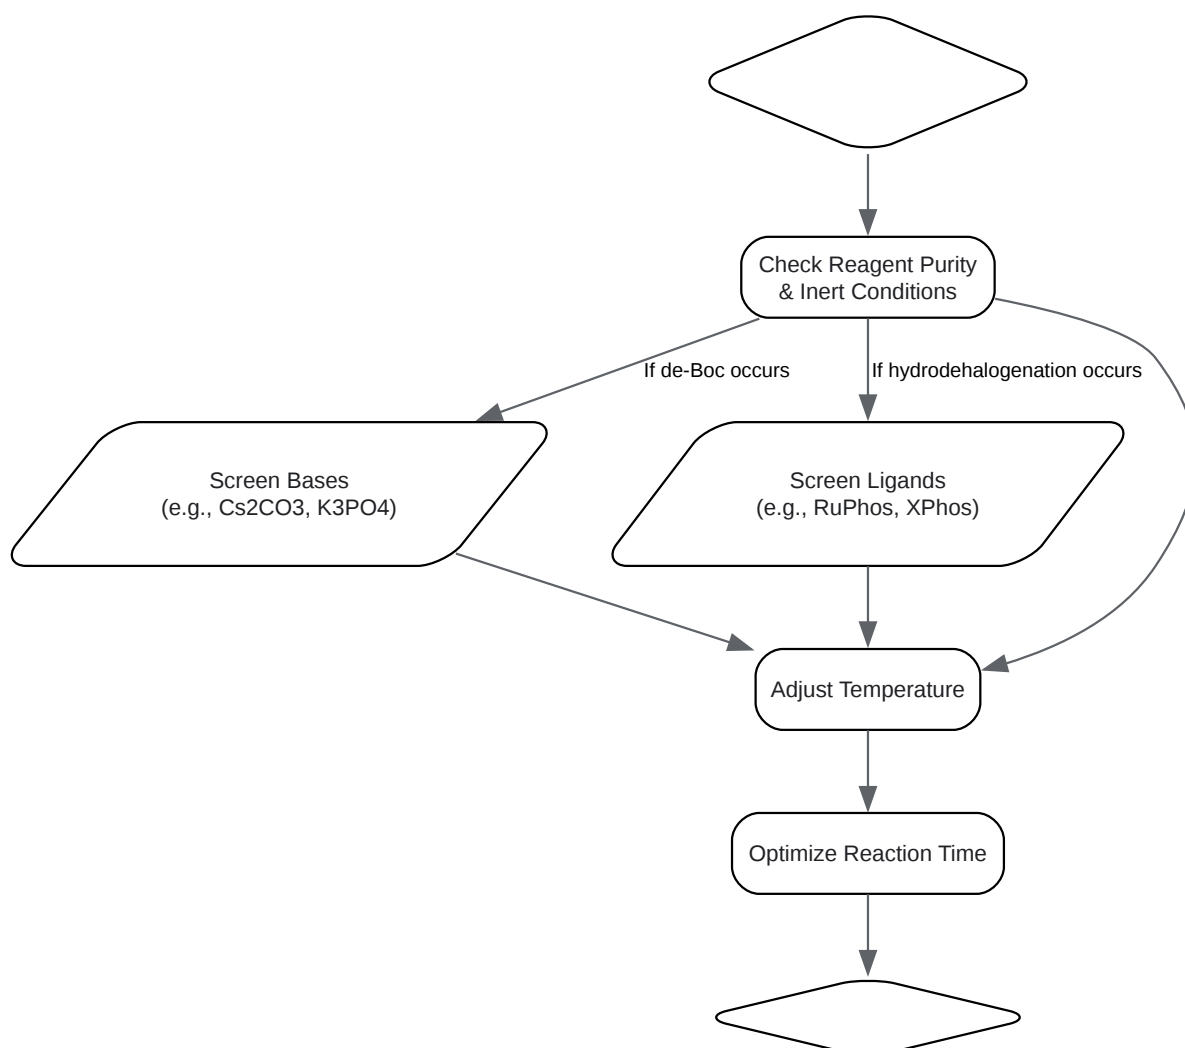 Check Reagent Purity
& Inert Conditions
If de-Boc occurs
If hydrodehalogenation occurs
Screen Bases
(e.g., Cs2CO3, K3PO4)
Screen Ligands
(e.g., RuPhos, XPhos)
Adjust Temperature
Optimize Reaction Time